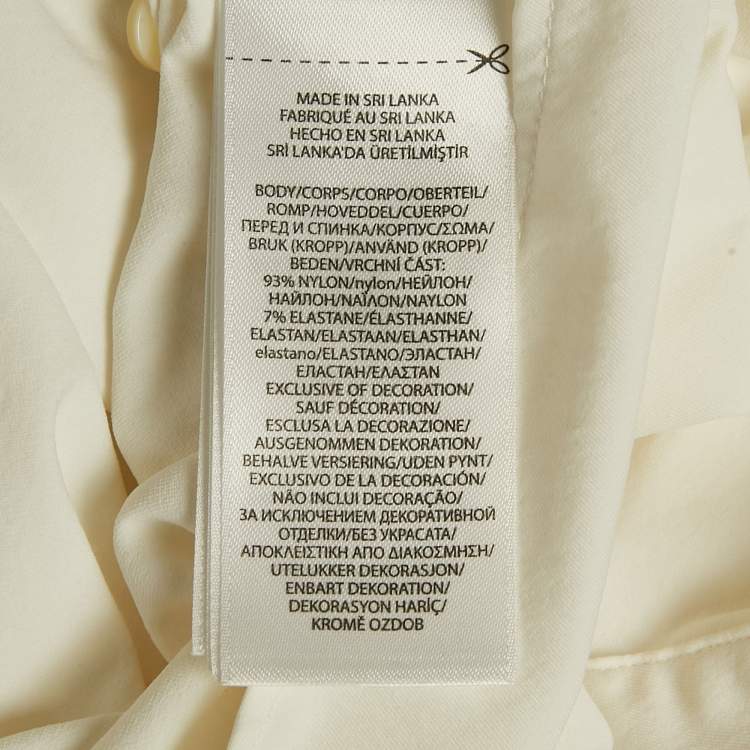 MADE IN SRI LANKA
FABRIQUÉ AU SRI LANKA
HECHO EN SRI LANKA
SRİ LANKA'DA ÜRETİLMİŞTİR
BODY/CORPS/CORPO/OBERTEIL/
ROMP/HOVEDDEL/CUERPO/
ПЕРЕД И СПИНКА/КОРПУС/ΣΩΜΑ/
BRUK (KROPP)/ANVÄND (KROPP)/
BEDEN/VRCHNÍ ČÁST:
93% NYLON/nylon/НЕЙЛОН/
НАЙЛОН/ΝΑΪΛΟΝ/NAYLON
7% ELASTANE/ÉLASTHANNE/
ELASTAN/ELASTAAN/ELASTHAN/
elastano/ELASTANO/ЭЛАСТАН/
ЕЛАСТАН/ΕΛΑΣΤΑΝ
EXCLUSIVE OF DECORATION/
SAUF DÉCORATION/
ESCLUSA LA DECORAZIONE/
AUSGENOMMEN DEKORATION/
BEHALVE VERSIERING/UDEN PYNT/
EXCLUSIVO DE LA DECORACIÓN/
NÃO INCLUI DECORAÇÃO/
ЗА ИСКЛЮЧЕНИЕМ ДЕКОРАТИВНОЙ
ОТДЕЛКИ/БЕЗ УКРАСАТА/
ΑΠΟΚΛΕΙΣΤΙΚΗ ΑΠΟ ΔΙΑΚΟΣΜΗΣΗ/
UTELUKKER DEKORASJON/
ENBART DEKORATION/
DEKORASYON HARİÇ/
KROMĚ OZDOB